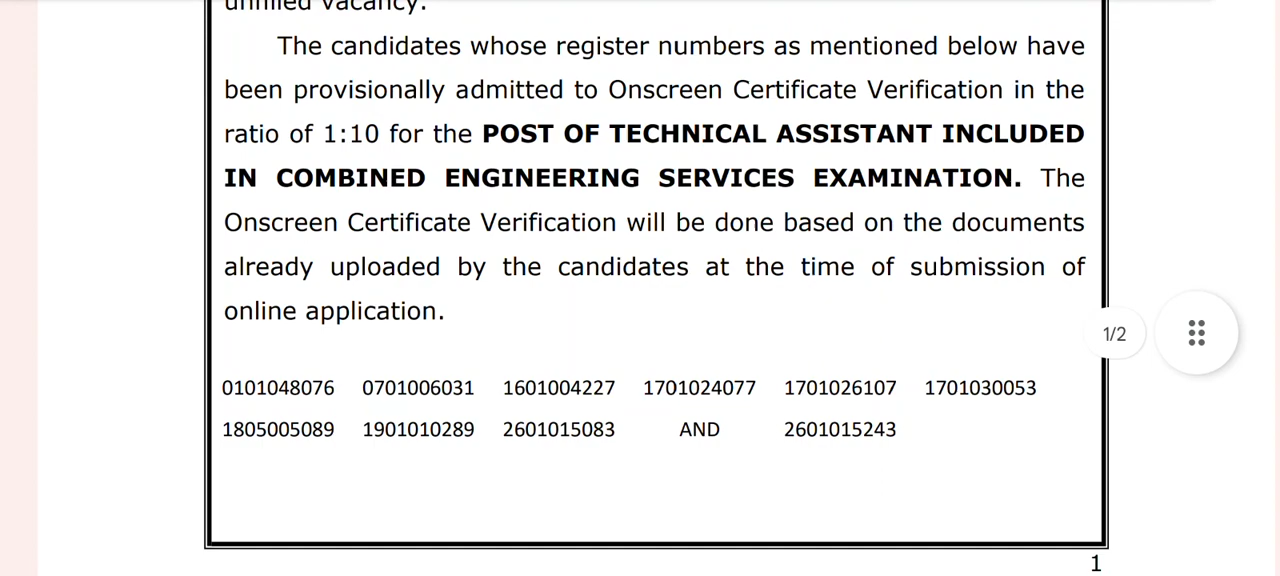 unfilled vacancy.
The candidates whose register numbers as mentioned below have
been provisionally admitted to Onscreen Certificate Verification in the
ratio of 1:10 for the POST OF TECHNICAL ASSISTANT INCLUDED
IN COMBINED ENGINEERING SERVICES EXAMINATION. The
Onscreen Certificate Verification will be done based on the documents
already uploaded by the candidates at the time of submission of
online application.
1/2
0101048076 0701006031 1601004227 1701024077 1701026107 1701030053
1805005089 1901010289 2601015083 AND 2601015243
1